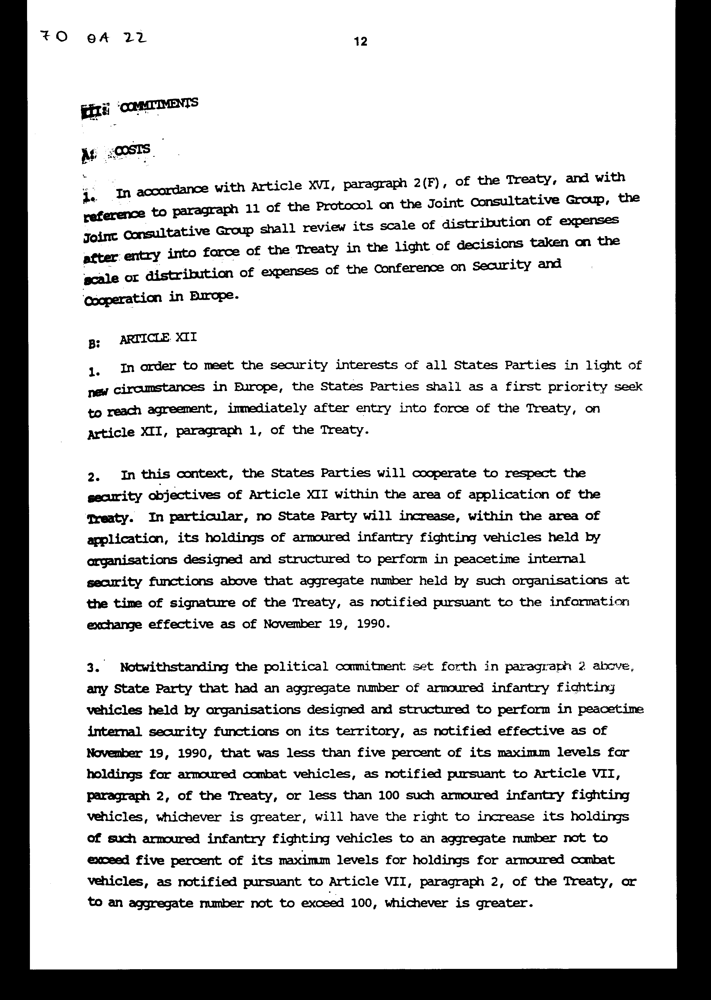 70 0A 22
12
III: COMMITMENTS
A: COSTS
1. In accordance with Article XVI, paragraph 2(F), of the Treaty, and with
reference to paragraph 11 of the Protocol on the Joint Consultative Group, the
Joint Consultative Group shall review its scale of distribution of expenses
after entry into force of the Treaty in the light of decisions taken on the
scale or distribution of expenses of the Conference on Security and
Cooperation in Europe.
B: ARTICLE XII
1. In order to meet the security interests of all States Parties in light of
new circumstances in Europe, the States Parties shall as a first priority seek
to reach agreement, immediately after entry into force of the Treaty, on
Article XII, paragraph 1, of the Treaty.
2. In this context, the States Parties will cooperate to respect the
security objectives of Article XII within the area of application of the
Treaty. In particular, no State Party will increase, within the area of
application, its holdings of armoured infantry fighting vehicles held by
organisations designed and structured to perform in peacetime internal
security functions above that aggregate number held by such organisations at
the time of signature of the Treaty, as notified pursuant to the information
exchange effective as of November 19, 1990.
3. Notwithstanding the political commitment set forth in paragraph 2 above,
any State Party that had an aggregate number of armoured infantry fighting
vehicles held by organisations designed and structured to perform in peacetime
internal security functions on its territory, as notified effective as of
November 19, 1990, that was less than five percent of its maximum levels for
holdings for armoured combat vehicles, as notified pursuant to Article VII,
paragraph 2, of the Treaty, or less than 100 such armoured infantry fighting
vehicles, whichever is greater, will have the right to increase its holdings
of such armoured infantry fighting vehicles to an aggregate number not to
exceed five percent of its maximum levels for holdings for armoured combat
vehicles, as notified pursuant to Article VII, paragraph 2, of the Treaty, or
to an aggregate number not to exceed 100, whichever is greater.